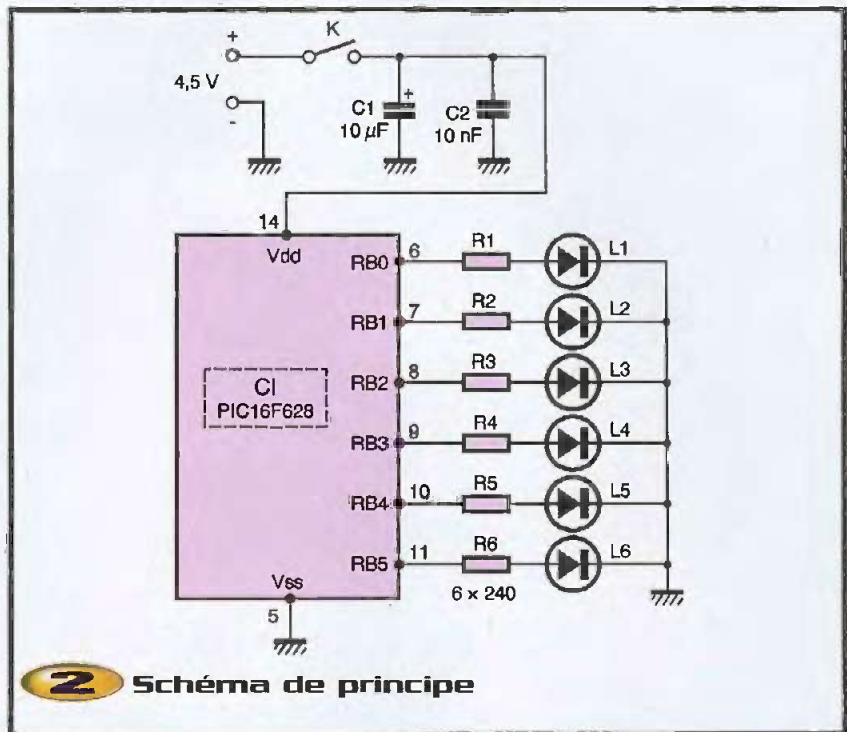 +
K
4,5 V
-
C1
10 µF
+
C2
10 nF
14
Vdd
CI
PIC16F628
RB0
6
R1
L1
RB1
7
R2
L2
RB2
8
R3
L3
RB3
9
R4
L4
RB4
10
R5
L5
RB5
11
R6
L6
6 x 240
Vss
5
2 Schéma de principe